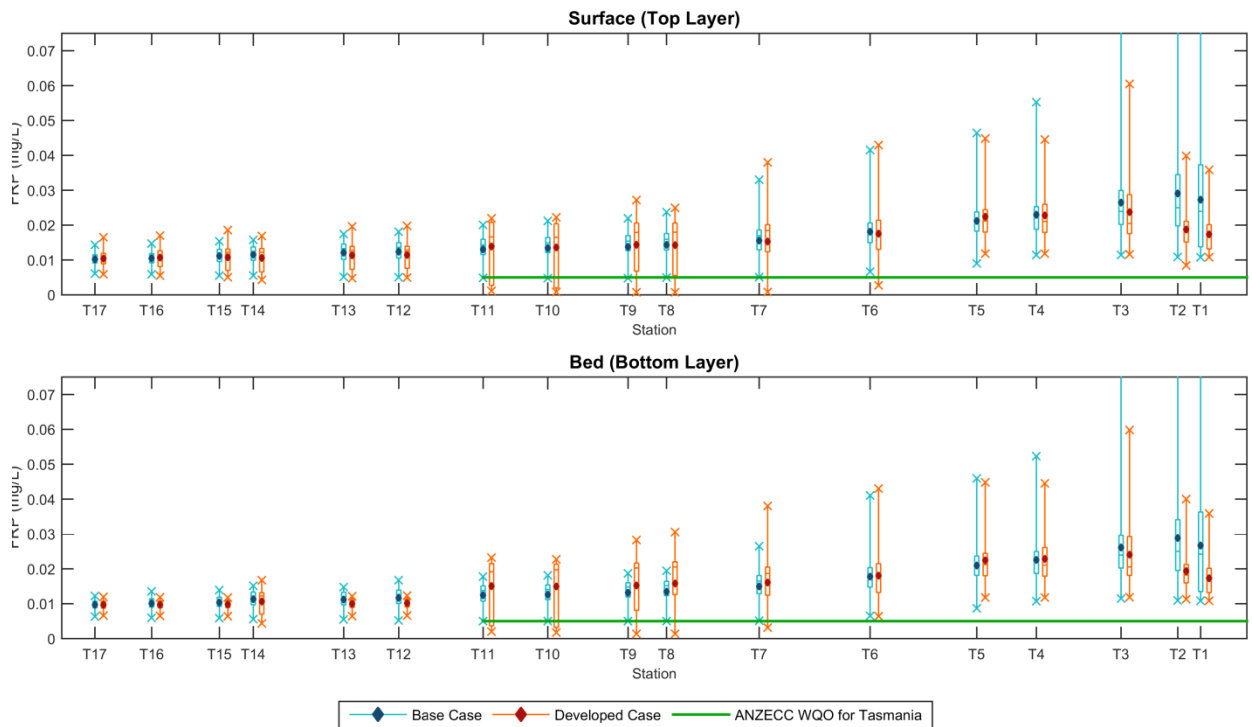 Surface (Top Layer)
0.07
0.06
0.05
0.04
0.03
0.02
0.01
0
FRP (mg/L)
T17 T16 T15 T14 T13 T12 T11 T10 T9 T8 T7 T6 T5 T4 T3 T2 T1
Station
Bed (Bottom Layer)
0.07
0.06
0.05
0.04
0.03
0.02
0.01
0
FRP (mg/L)
T17 T16 T15 T14 T13 T12 T11 T10 T9 T8 T7 T6 T5 T4 T3 T2 T1
Station
Base Case Developed Case ANZECC WQO for Tasmania